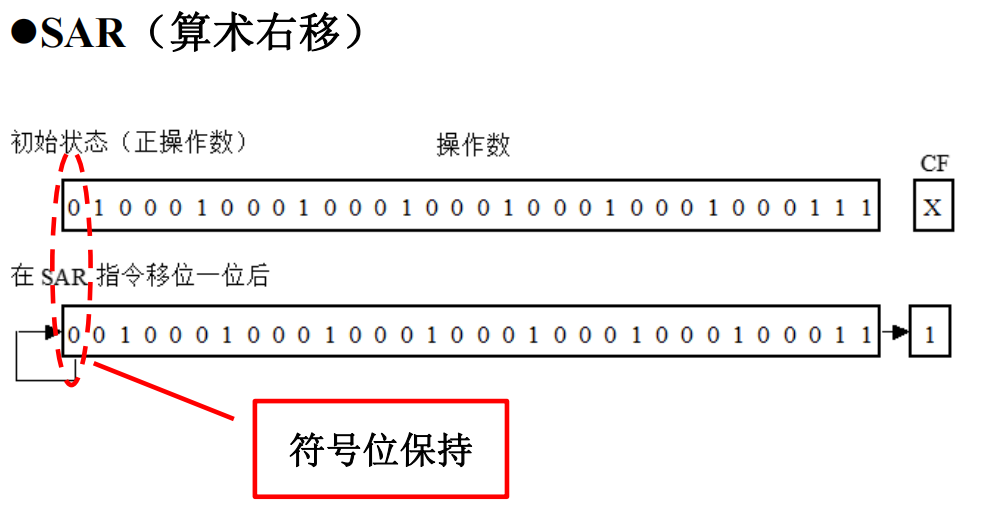 ●SAR（算术右移）
初始状态（正操作数）
操作数
CF
0 1 0 0 0 1 0 0 0 1 0 0 0 1 0 0 0 1 0 0 0 1 0 0 0 1 0 0 0 1 1 1 X
在 SAR 指令移位一位后
0 0 1 0 0 0 1 0 0 0 1 0 0 0 1 0 0 0 1 0 0 0 1 0 0 0 1 0 0 0 1 1 1
符号位保持